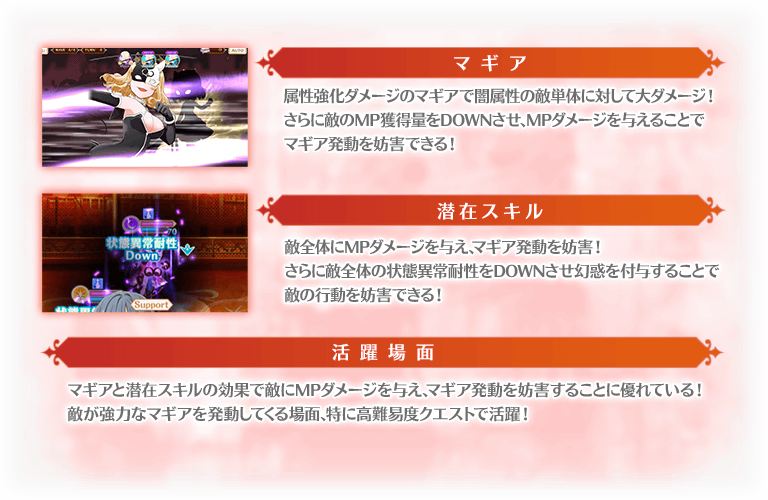 AUTO
マギア
属性強化ダメージのマギアで闇属性の敵単体に対して大ダメージ!
さらに敵のMP獲得量をDOWNさせ、MPダメージを与えることで
マギア発動を妨害できる!
70
状態異常耐性
Down
Support
潜在スキル
敵全体にMPダメージを与え、マギア発動を妨害!
さらに敵全体の状態異常耐性をDOWNさせ幻惑を付与することで
敵の行動を妨害できる!
活躍場面
マギアと潜在スキルの効果で敵にMPダメージを与え、マギア発動を妨害することに優れている!
敵が強力なマギアを発動してくる場面、特に高難易度クエストで活躍!